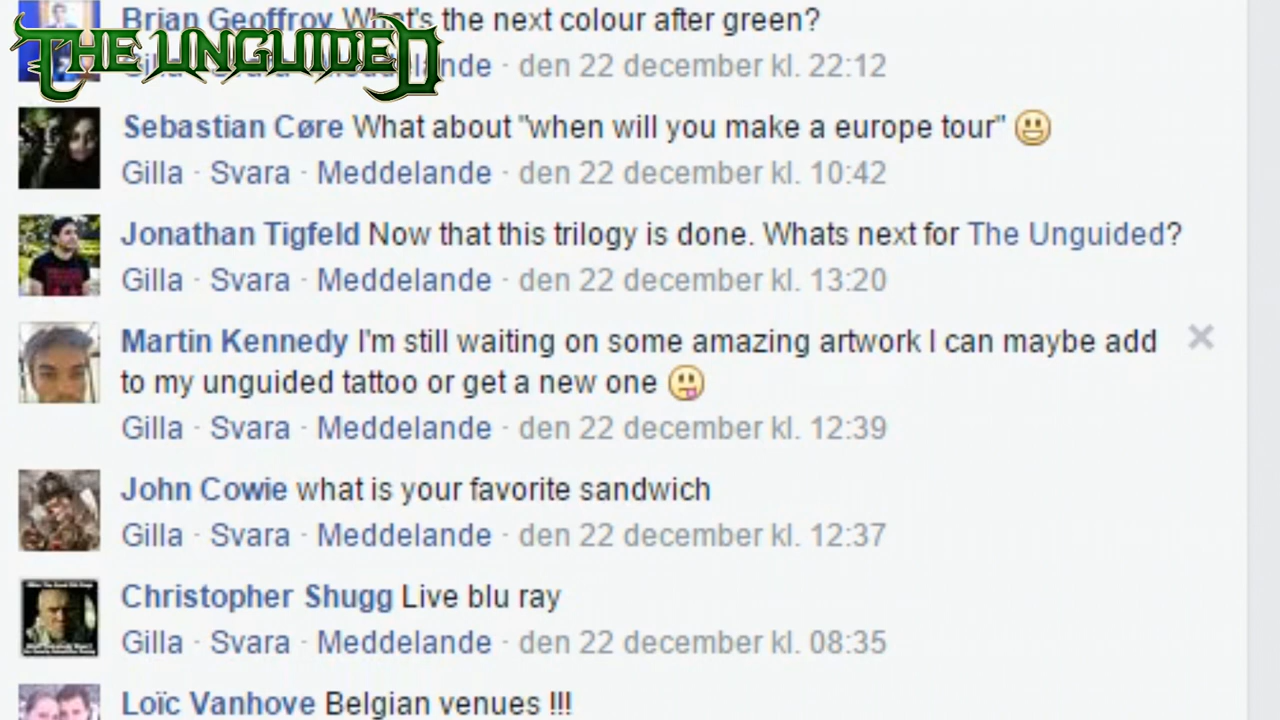 Brian Geoffroy What's the next colour after green?
THE UNGUIDED
Gilla · Svara · Meddelande · den 22 december kl. 22:12
Sebastian Cøre What about "when will you make a europe tour"
Gilla · Svara · Meddelande · den 22 december kl. 10:42
Jonathan Tigfeld Now that this trilogy is done. Whats next for The Unguided?
Gilla · Svara · Meddelande · den 22 december kl. 13:20
Martin Kennedy I'm still waiting on some amazing artwork I can maybe add
to my unguided tattoo or get a new one
Gilla · Svara · Meddelande · den 22 december kl. 12:39
John Cowie what is your favorite sandwich
Gilla · Svara · Meddelande · den 22 december kl. 12:37
Christopher Shugg Live blu ray
Gilla · Svara · Meddelande · den 22 december kl. 08:35
Loïc Vanhove Belgian venues !!!